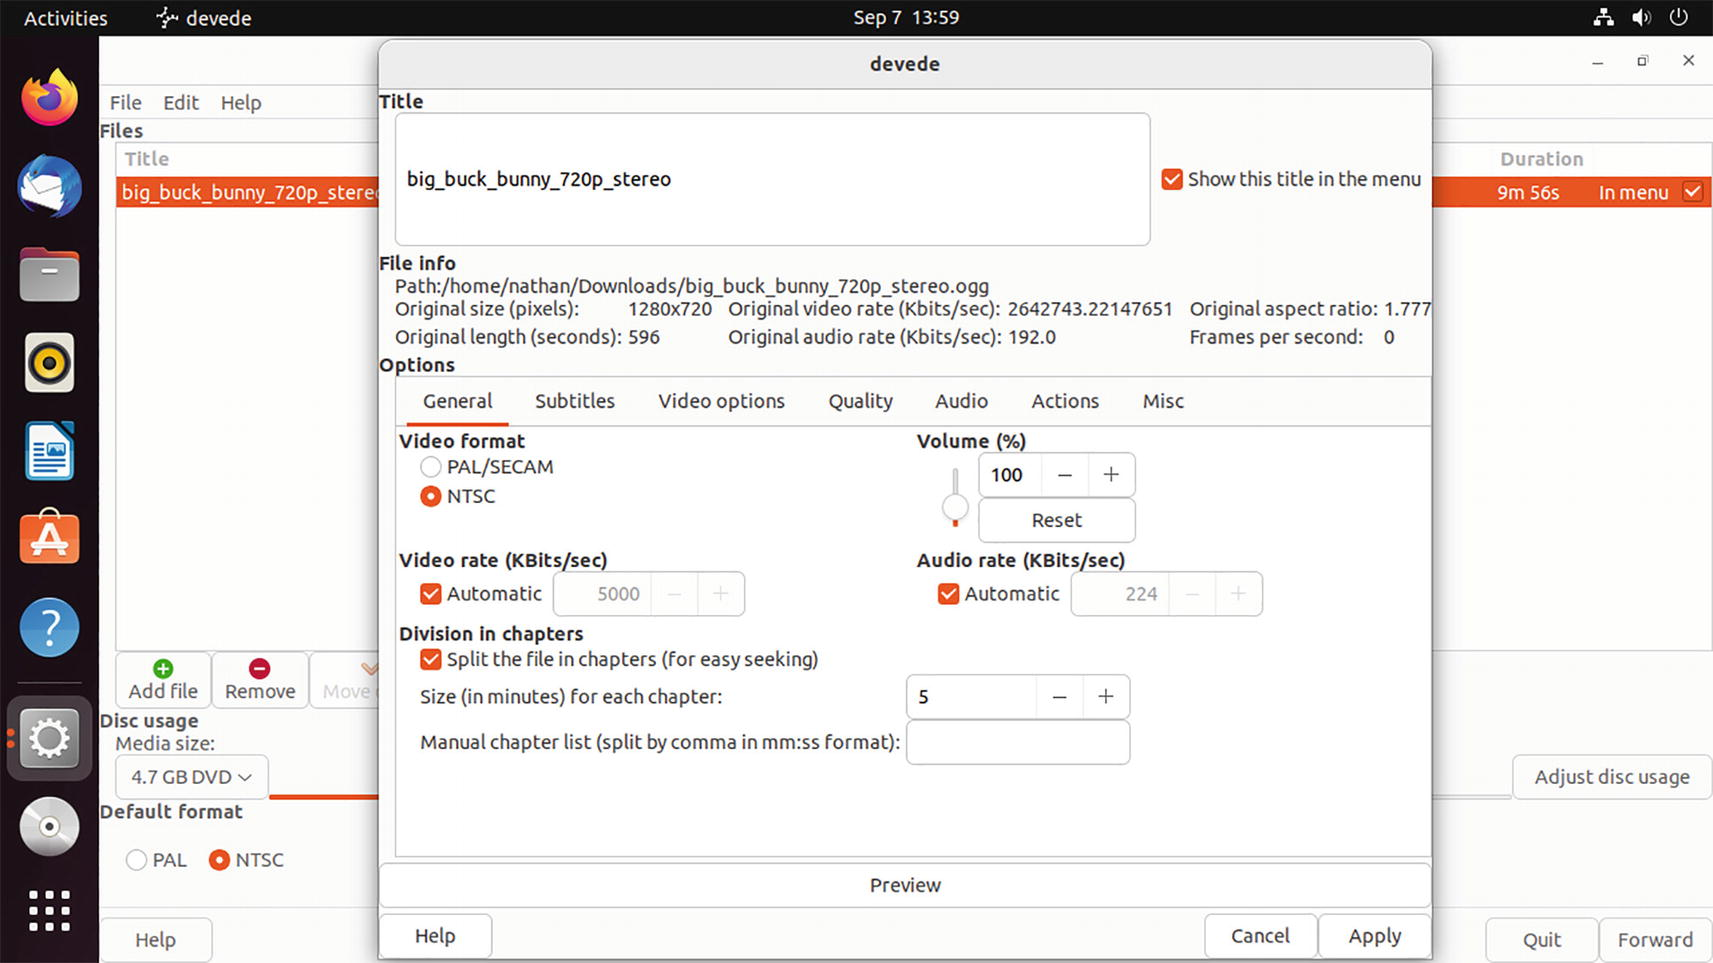 Activities devede Sep 7 13:59
devede
File Edit Help
Title
Files
Title Duration
big_buck_bunny_720p_stereo Show this title in the menu
big_buck_bunny_720p_stereo 9m 56s In menu
File info
Path:/home/nathan/Downloads/big_buck_bunny_720p_stereo.ogg
Original size (pixels): 1280x720 Original video rate (Kbits/sec): 2642743.22147651 Original aspect ratio: 1.777
Original length (seconds): 596 Original audio rate (Kbits/sec): 192.0 Frames per second: 0
Options
General Subtitles Video options Quality Audio Actions Misc
Video format Volume (%)
PAL/SECAM
100 − +
NTSC
Reset
Video rate (KBits/sec) Audio rate (KBits/sec)
Automatic 5000 − + Automatic 224 − +
Division in chapters
Split the file in chapters (for easy seeking)
Size (in minutes) for each chapter: 5 − +
Manual chapter list (split by comma in mm:ss format):
Add file Remove Move
Disc usage
Media size:
4.7 GB DVD Adjust disc usage
Default format
PAL NTSC
Preview
Help Cancel Apply
Help Quit Forward